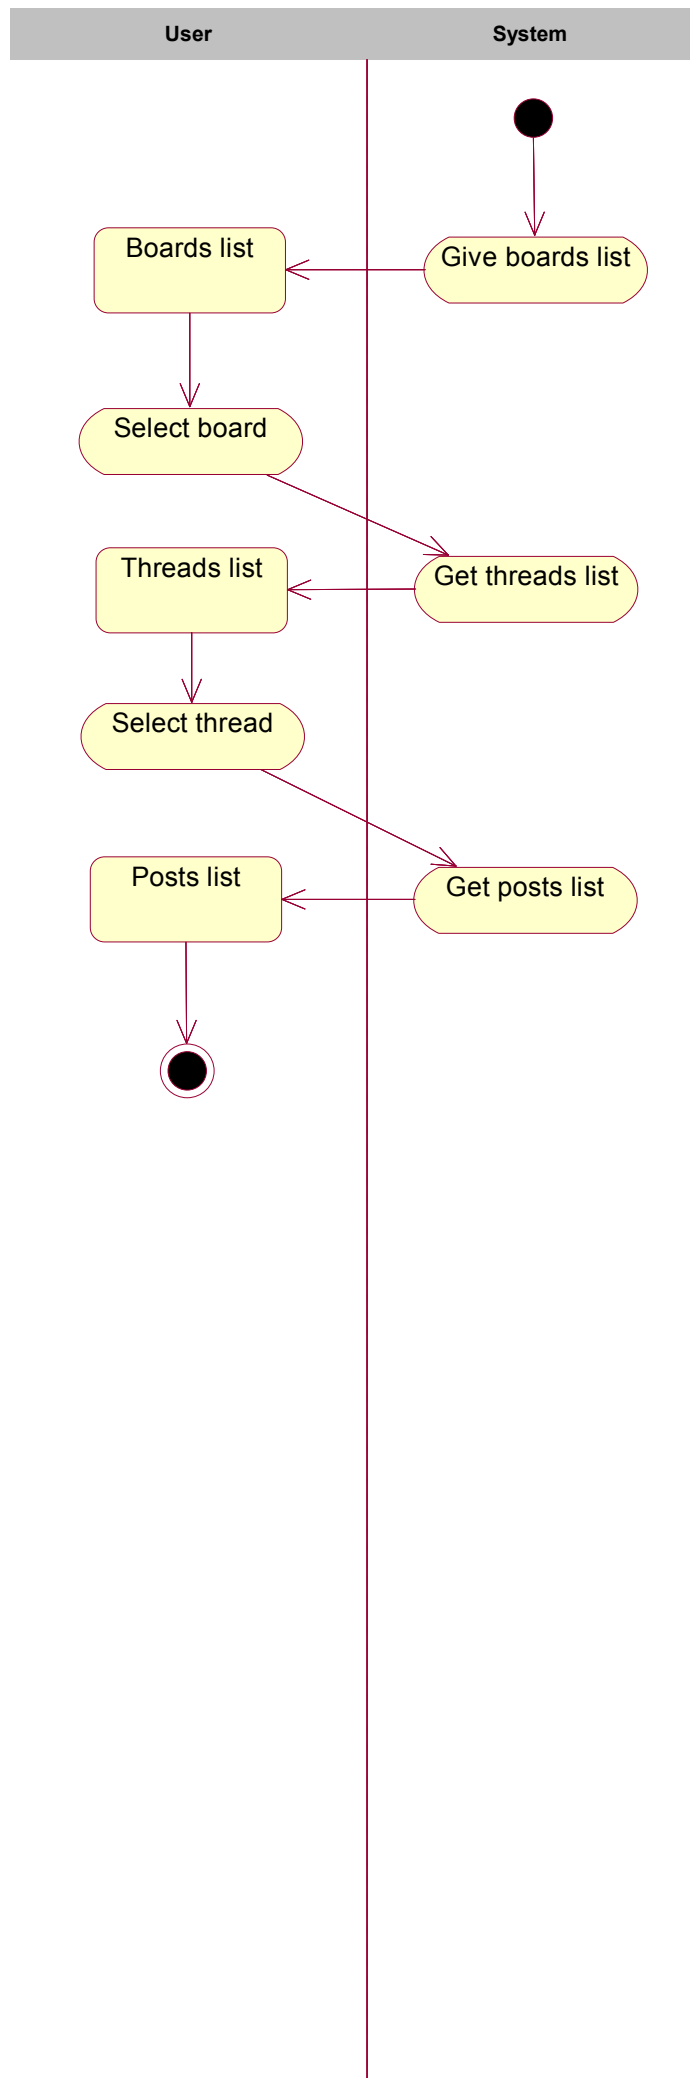 User
System
Boards list
Give boards list
Select board
Threads list
Get threads list
Select thread
Posts list
Get posts list